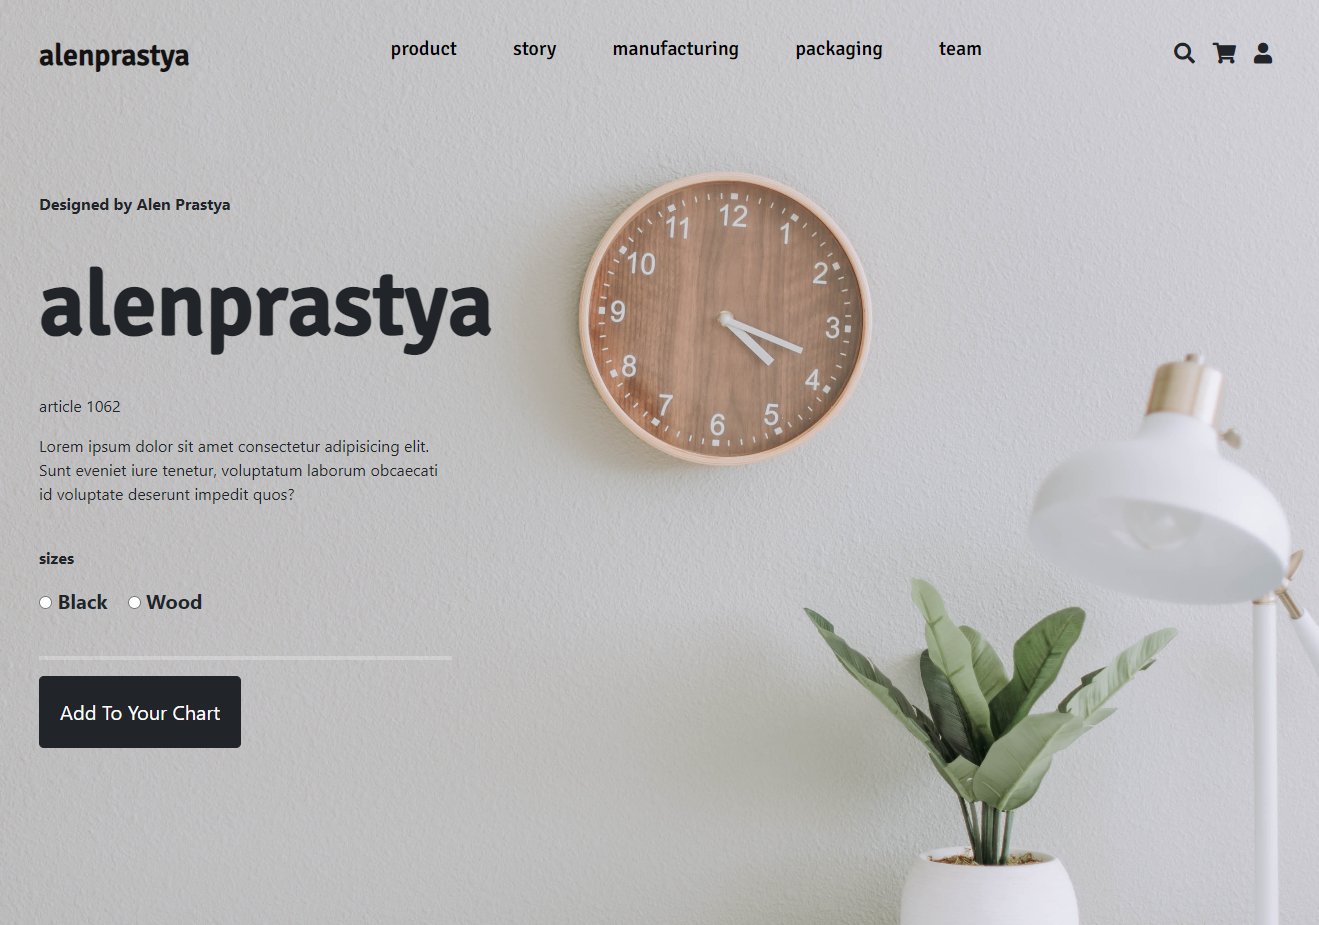 alenprastya
product story manufacturing packaging team
Designed by Alen Prastya
alenprastya
article 1062
Lorem ipsum dolor sit amet consectetur adipisicing elit.
Sunt eveniet iure tenetur, voluptatum laborum obcaecati
id voluptate deserunt impedit quos?
sizes
Black Wood
Add To Your Chart
12
11 1
10 2
9 3
8 4
7 5
6